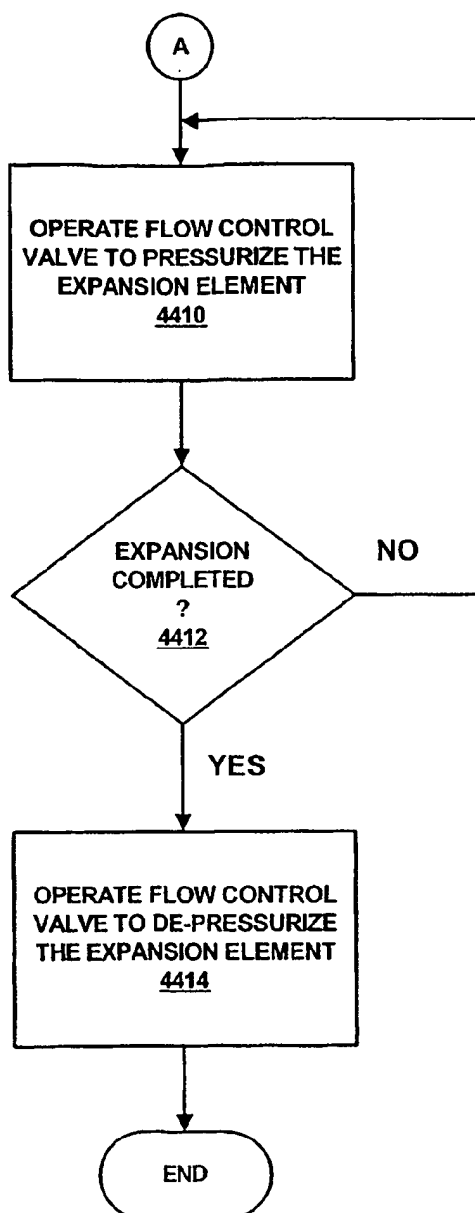 A
OPERATE FLOW CONTROL
VALVE TO PRESSURIZE THE
EXPANSION ELEMENT
4410
EXPANSION
COMPLETED
?
4412
NO
YES
OPERATE FLOW CONTROL
VALVE TO DE-PRESSURIZE
THE EXPANSION ELEMENT
4414
END